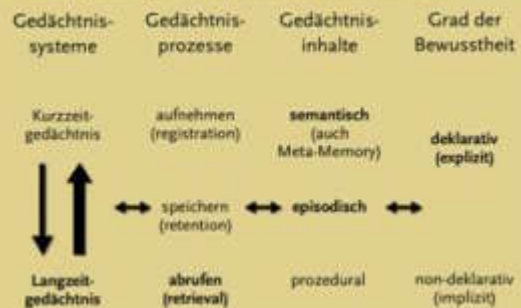 Gedächtnis-
systeme
Gedächtnis-
prozesse
Gedächtnis-
inhalte
Grad der
Bewusstheit
Kurzzeit-
gedächtnis
aufnehmen
(registration)
semantisch
(auch
Meta-Memory)
deklarativ
(explizit)
speichern
(retention)
episodisch
Langzeit-
gedächtnis
abrufen
(retrieval)
prozedural
non-deklarativ
(implizit)